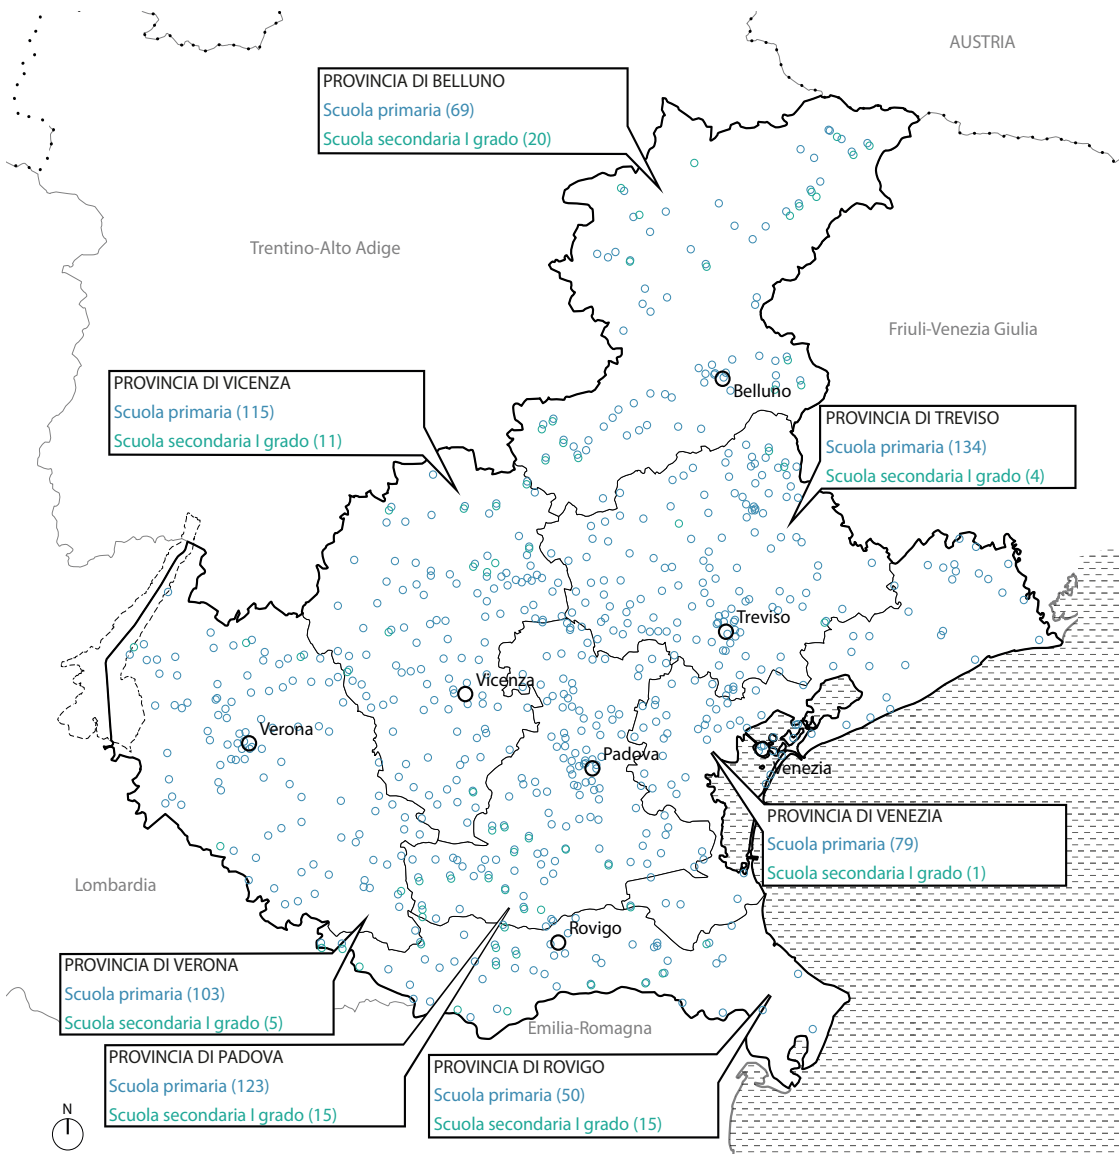 AUSTRIA
PROVINCIA DI BELLUNO
Scuola primaria (69)
Scuola secondaria I grado (20)
Trentino-Alto Adige
Friuli-Venezia Giulia
PROVINCIA DI VICENZA
Scuola primaria (115)
Scuola secondaria I grado (11)
Belluno
PROVINCIA DI TREVISO
Scuola primaria (134)
Scuola secondaria I grado (4)
Treviso
Vicenza
Verona
Padova
Venezia
PROVINCIA DI VENEZIA
Scuola primaria (79)
Scuola secondaria I grado (1)
Lombardia
Rovigo
PROVINCIA DI VERONA
Scuola primaria (103)
Scuola secondaria I grado (5)
Emilia-Romagna
PROVINCIA DI PADOVA
Scuola primaria (123)
Scuola secondaria I grado (15)
PROVINCIA DI ROVIGO
Scuola primaria (50)
Scuola secondaria I grado (15)
N